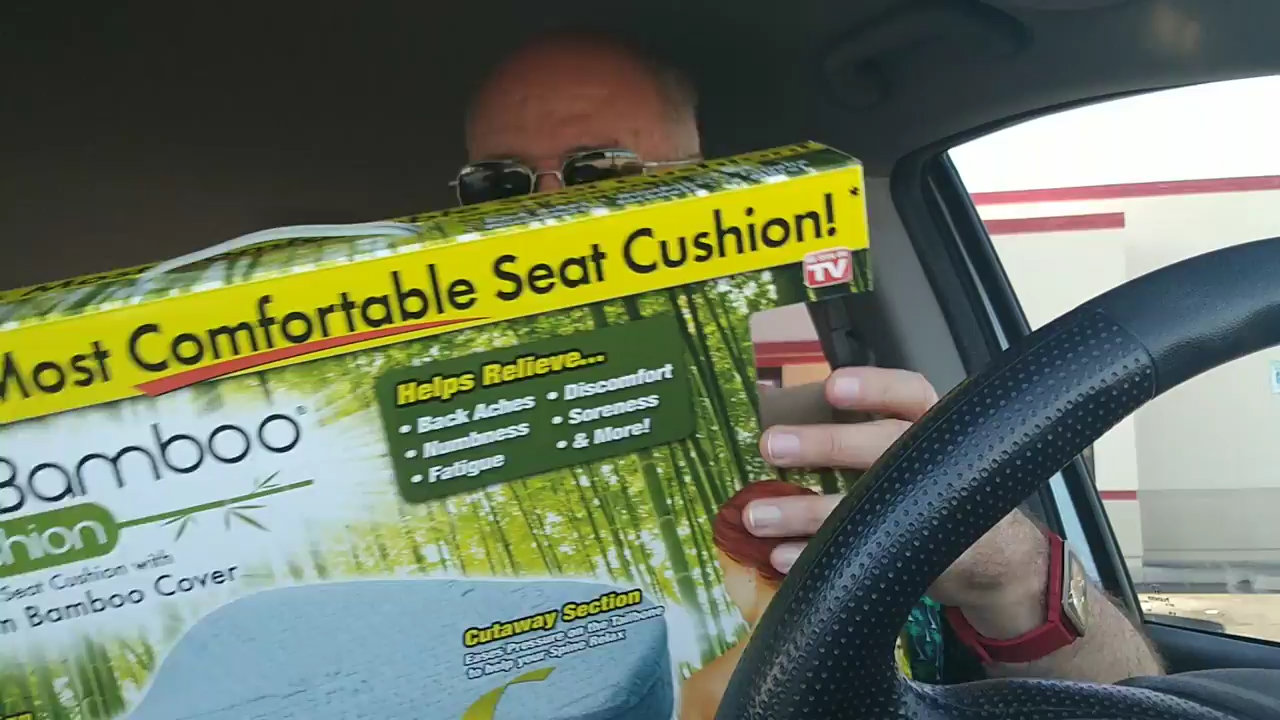 Most Comfortable Seat Cushion!
TV
Helps Relieve...
• Back Aches
• Numbness
• Fatigue
• Discomfort
• Soreness
• & More!
Bamboo
hion
Seat Cushion with
n Bamboo Cover
Cutaway Section
Eases Pressure on the Tailbone
to help your Spine Relax